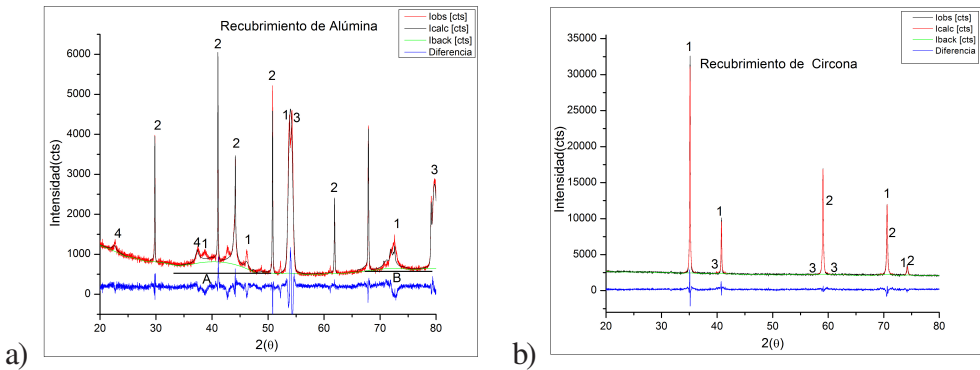 a)
Recubrimiento de Alúmina
Iobs [cts]
Icalc [cts]
Iback [cts]
Diferencia
Intensidad(cts)
6000
5000
4000
3000
2000
1000
0
4
2
4
1
2
2
1
2
1
3
2
1
3
A
B
20
30
40
50
60
70
80
2(θ)
b)
Recubrimiento de Circona
Iobs [cts]
Icalc [cts]
Iback [cts]
Diferencia
Intensidad(cts)
35000
30000
25000
20000
15000
10000
5000
0
1
3
1
3
2
3
1
2
1
2
20
30
40
50
60
70
80
2(θ)